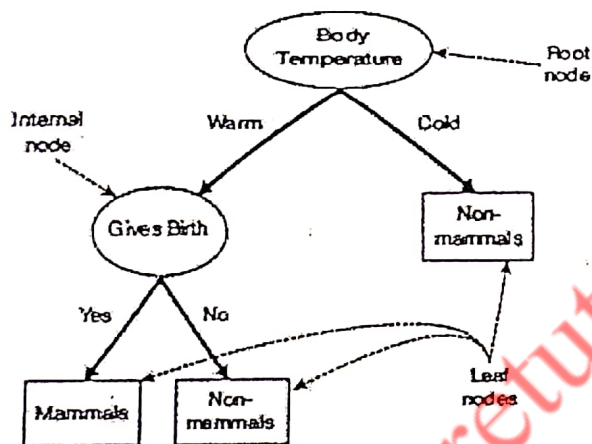 Body
Temperature
Root
node
Internal
node
Warm
Cold
Gives Birth
Non-
mammals
Yes
No
Mammals
Non-
mammals
Leaf
nodes